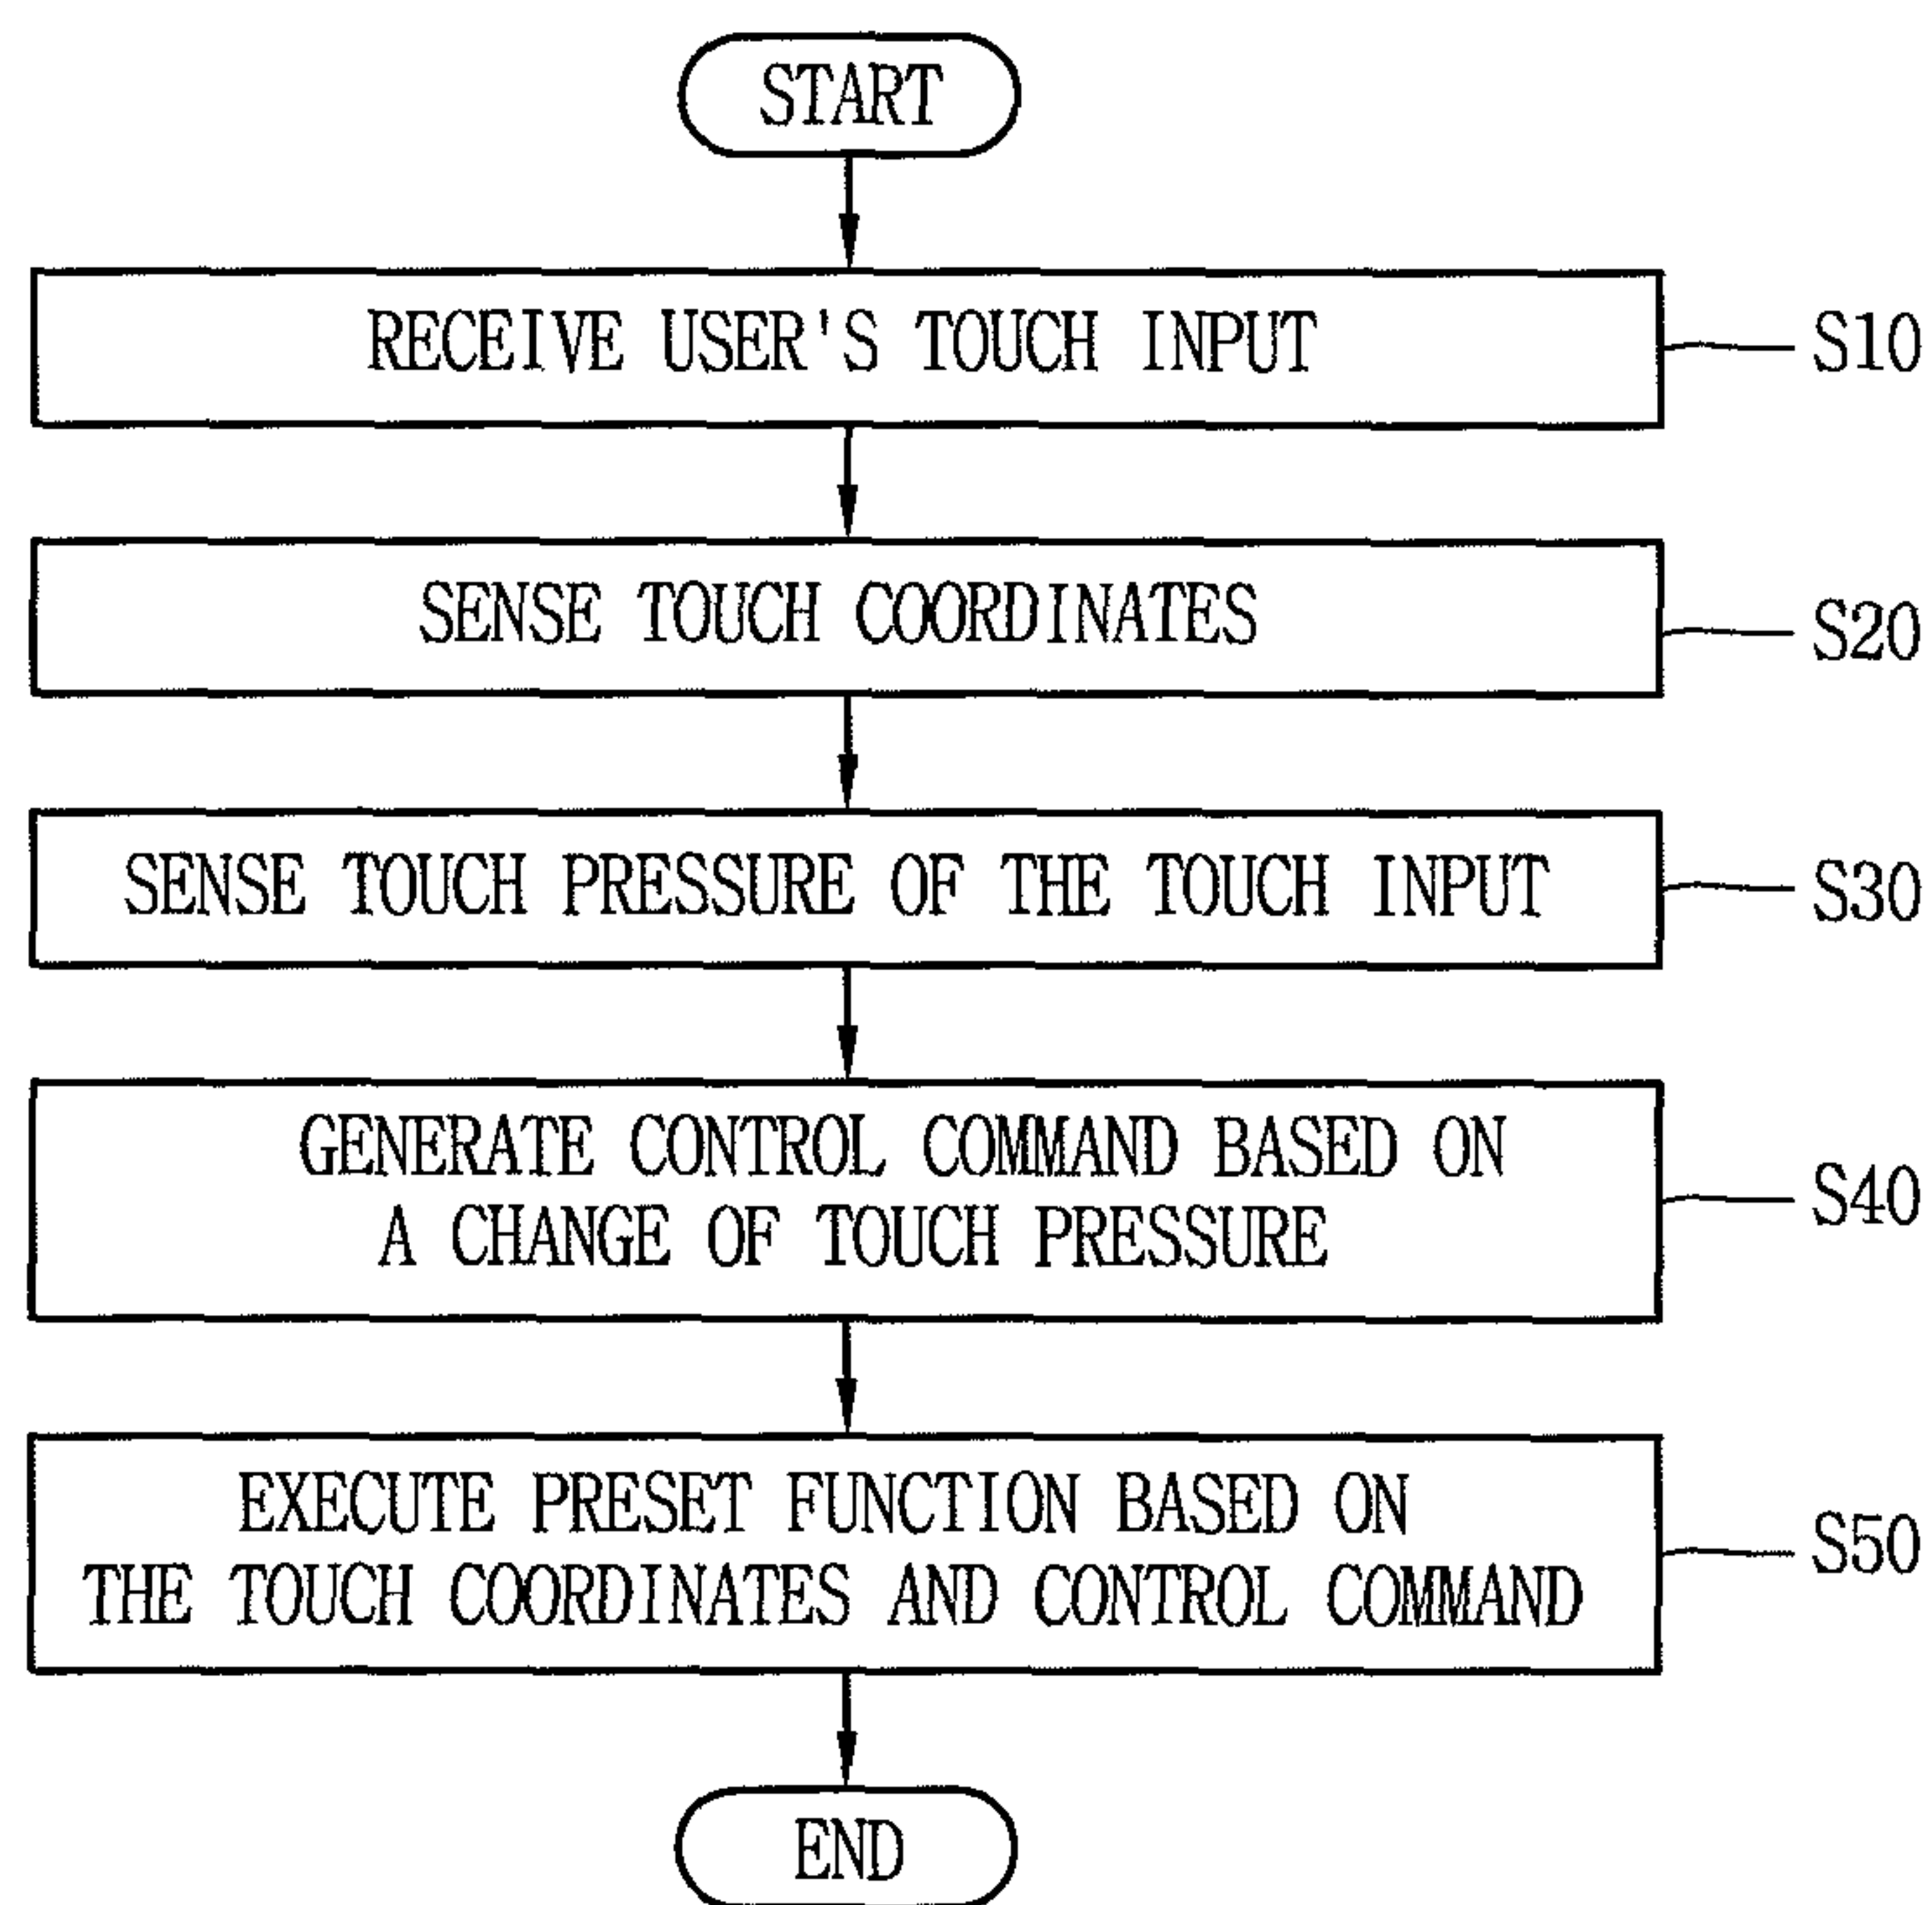 START
RECEIVE USER'S TOUCH INPUT
S10
SENSE TOUCH COORDINATES
S20
SENSE TOUCH PRESSURE OF THE TOUCH INPUT
S30
GENERATE CONTROL COMMAND BASED ON
A CHANGE OF TOUCH PRESSURE
S40
EXECUTE PRESET FUNCTION BASED ON
THE TOUCH COORDINATES AND CONTROL COMMAND
S50
END